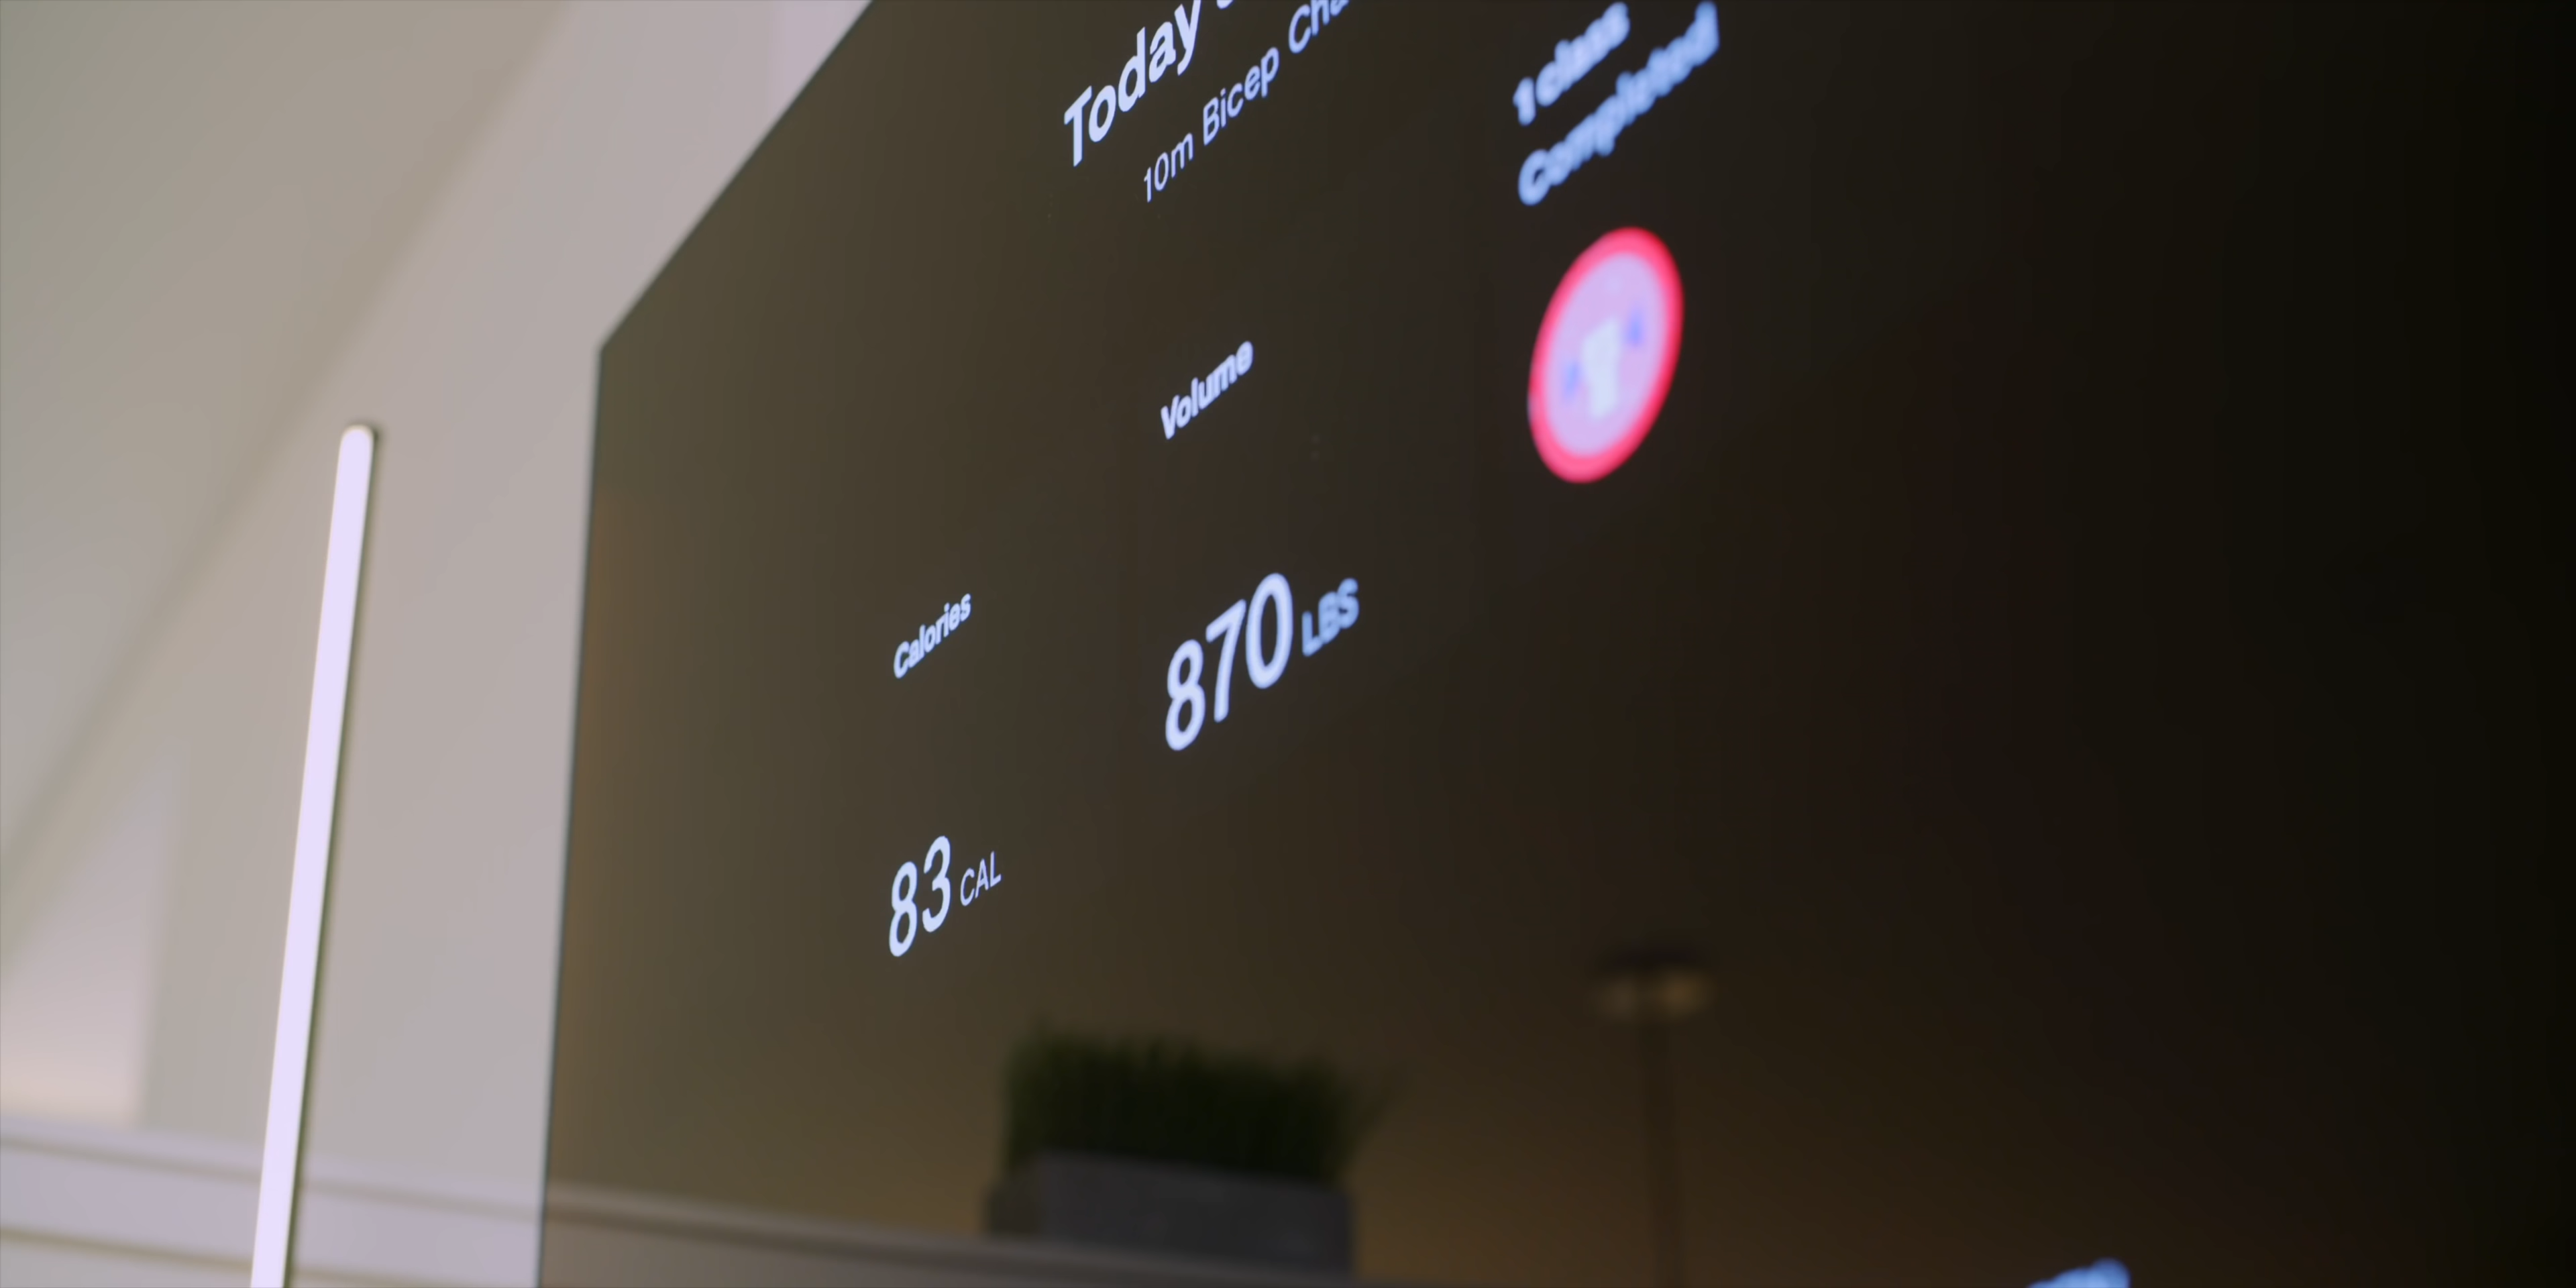 Today
10m Bicep
1 class
Completed
Volume
870 LBS
Calories
83 CAL